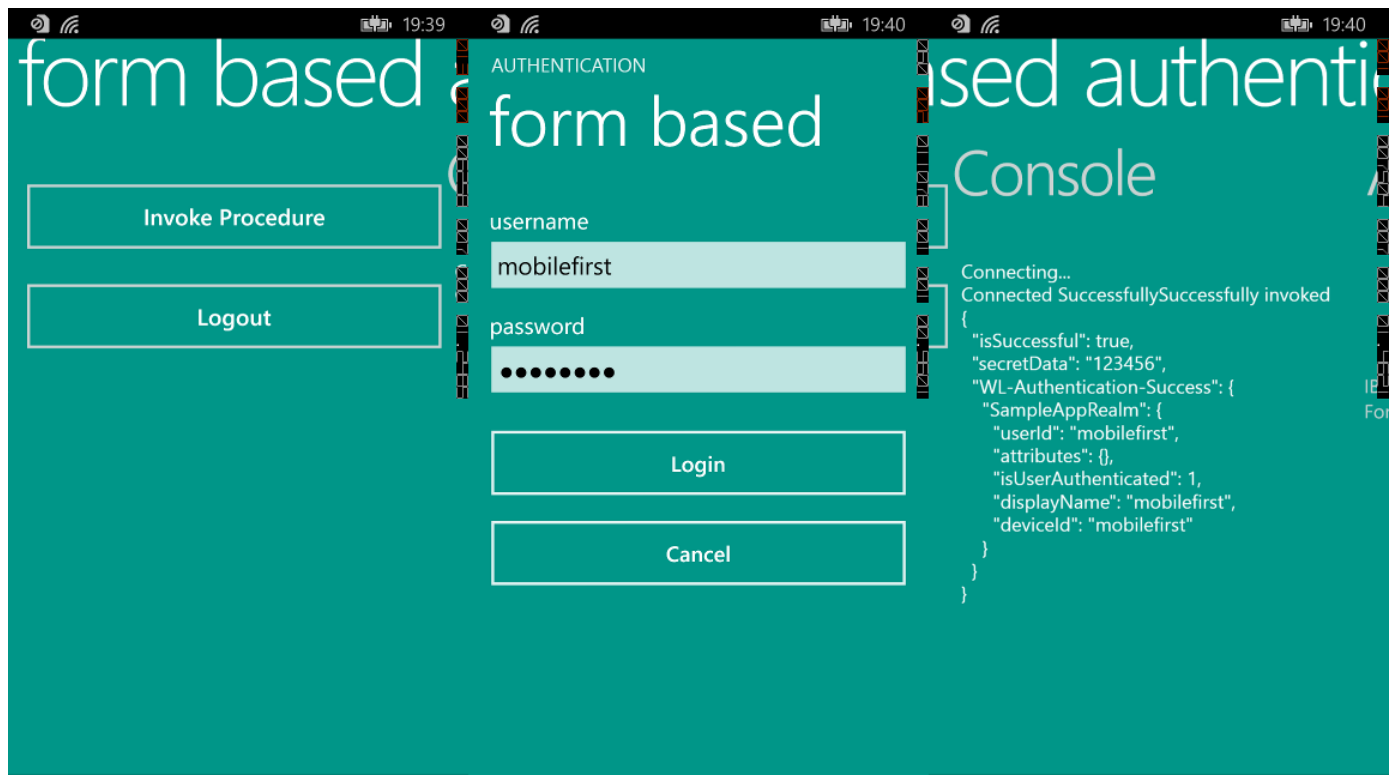 19:39
form based a
Invoke Procedure
Logout
19:40
AUTHENTICATION
form based
username
mobilefirst
password
Login
Cancel
19:40
ased authentic
Console
Connecting...
Connected SuccessfullySuccessfully invoked
{
"isSuccessful": true,
"secretData": "123456",
"WL-Authentication-Success": {
"SampleAppRealm": {
"userId": "mobilefirst",
"attributes": {},
"isUserAuthenticated": 1,
"displayName": "mobilefirst",
"deviceId": "mobilefirst"
}
}
}
For